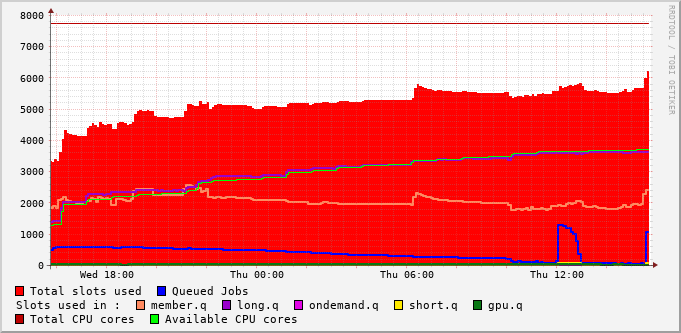 8000
7000
6000
5000
4000
3000
2000
1000
0
Wed 18:00 Thu 00:00 Thu 06:00 Thu 12:00
RRDTOOL / TOBI OETIKER
Total slots used Queued Jobs
Slots used in : member.q long.q ondemand.q short.q gpu.q
Total CPU cores Available CPU cores